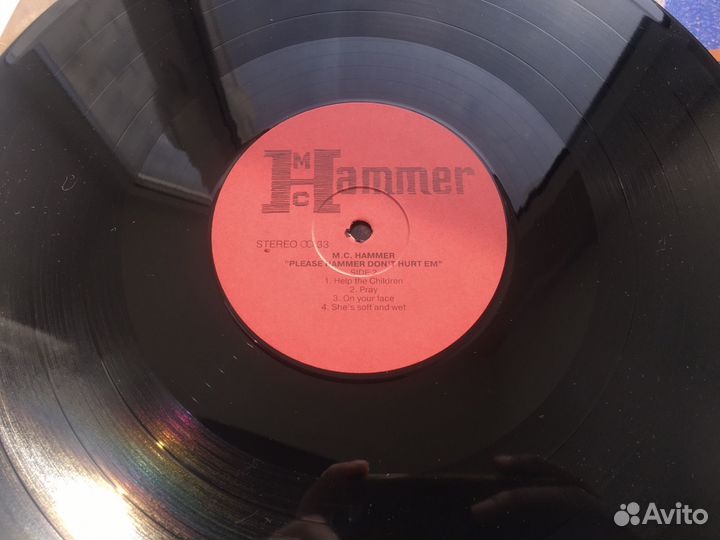 MC Hammer
STEREO 33
M.C. HAMMER
"PLEASE HAMMER DON'T HURT EM"
SIDE 2
1. Help the Children
2. Pray
3. On your face
4. She's soft and wet
Avito